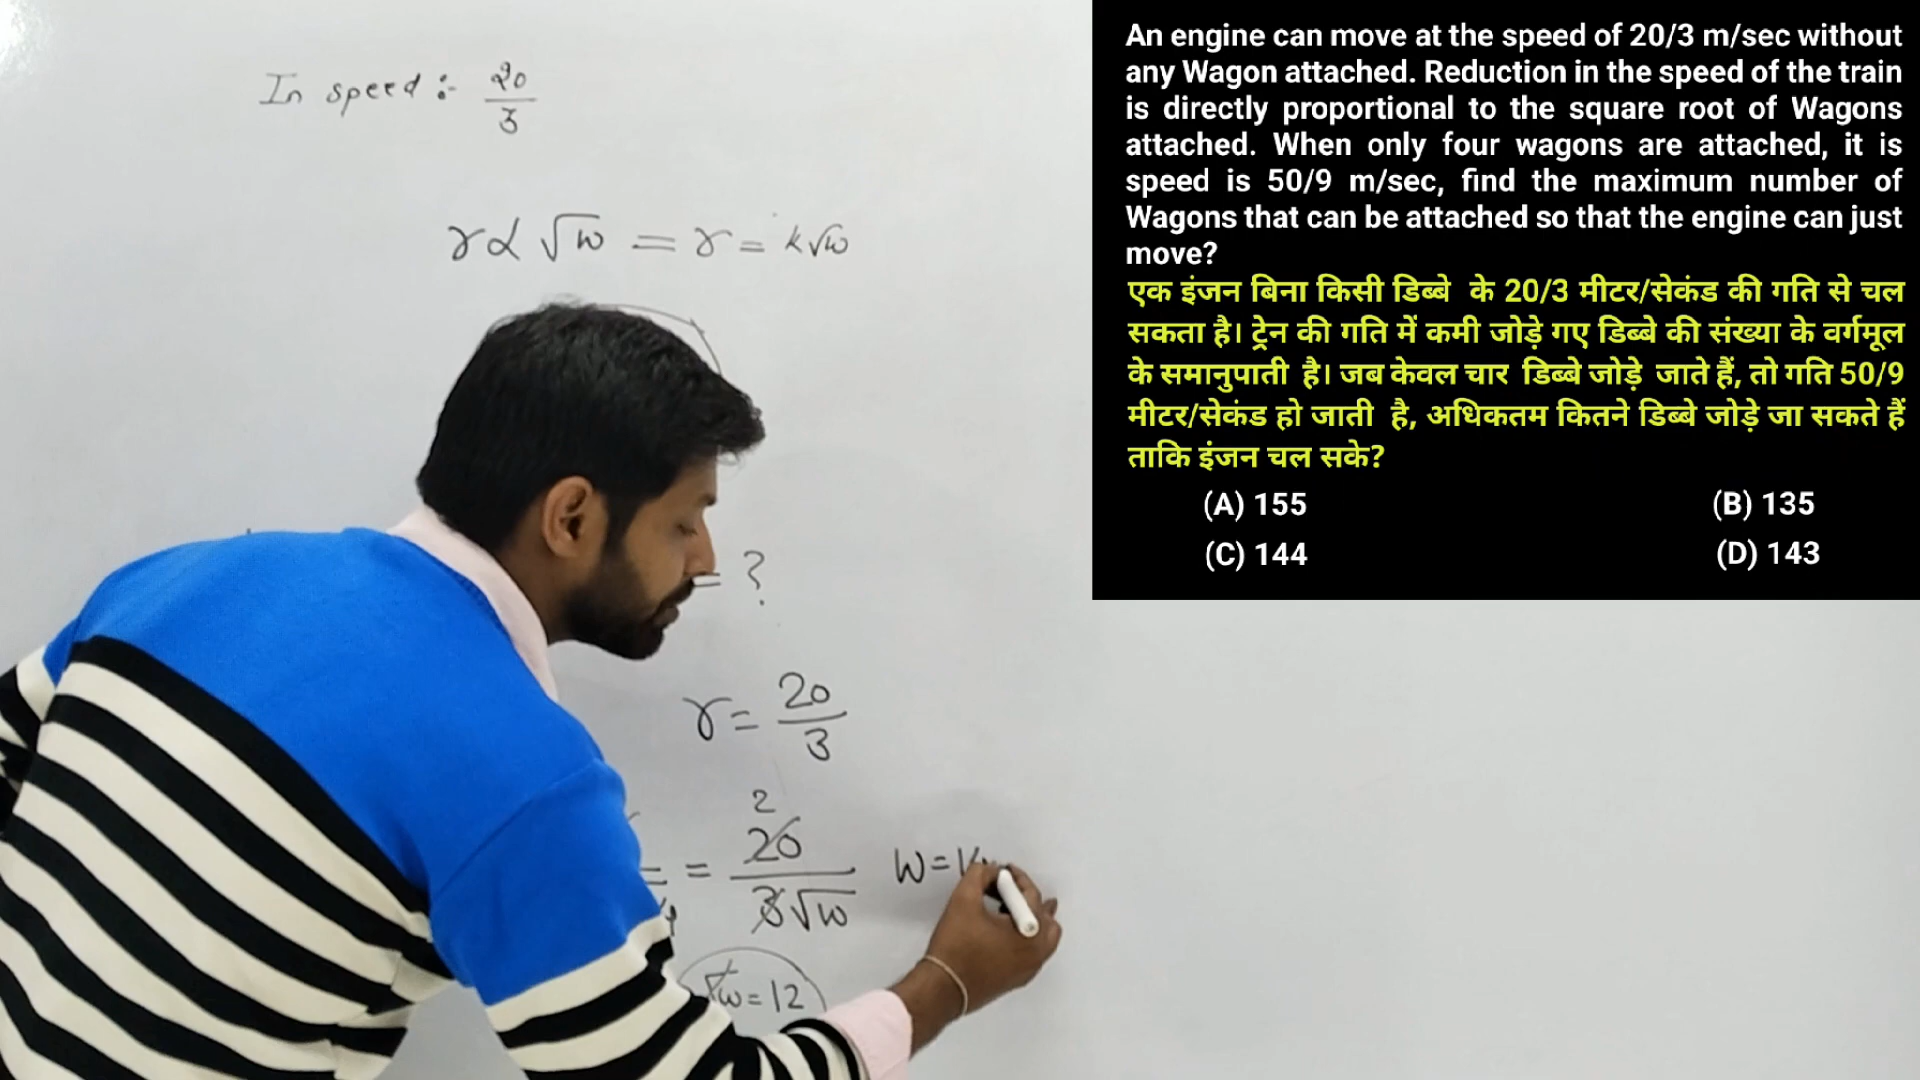 In speed :- 20/3
r ∝ √w = r = k√w
= ?
r = 20/3
2
= 20/3√w
w =
√w = 12
An engine can move at the speed of 20/3 m/sec without
any Wagon attached. Reduction in the speed of the train
is directly proportional to the square root of Wagons
attached. When only four wagons are attached, it is
speed is 50/9 m/sec, find the maximum number of
Wagons that can be attached so that the engine can just
move?
एक इंजन बिना किसी डिब्बे के 20/3 मीटर/सेकंड की गति से चल
सकता है। ट्रेन की गति में कमी जोड़े गए डिब्बे की संख्या के वर्गमूल
के समानुपाती है। जब केवल चार डिब्बे जोड़े जाते हैं, तो गति 50/9
मीटर/सेकंड हो जाती है, अधिकतम कितने डिब्बे जोड़े जा सकते हैं
ताकि इंजन चल सके?
(A) 155 (B) 135
(C) 144 (D) 143